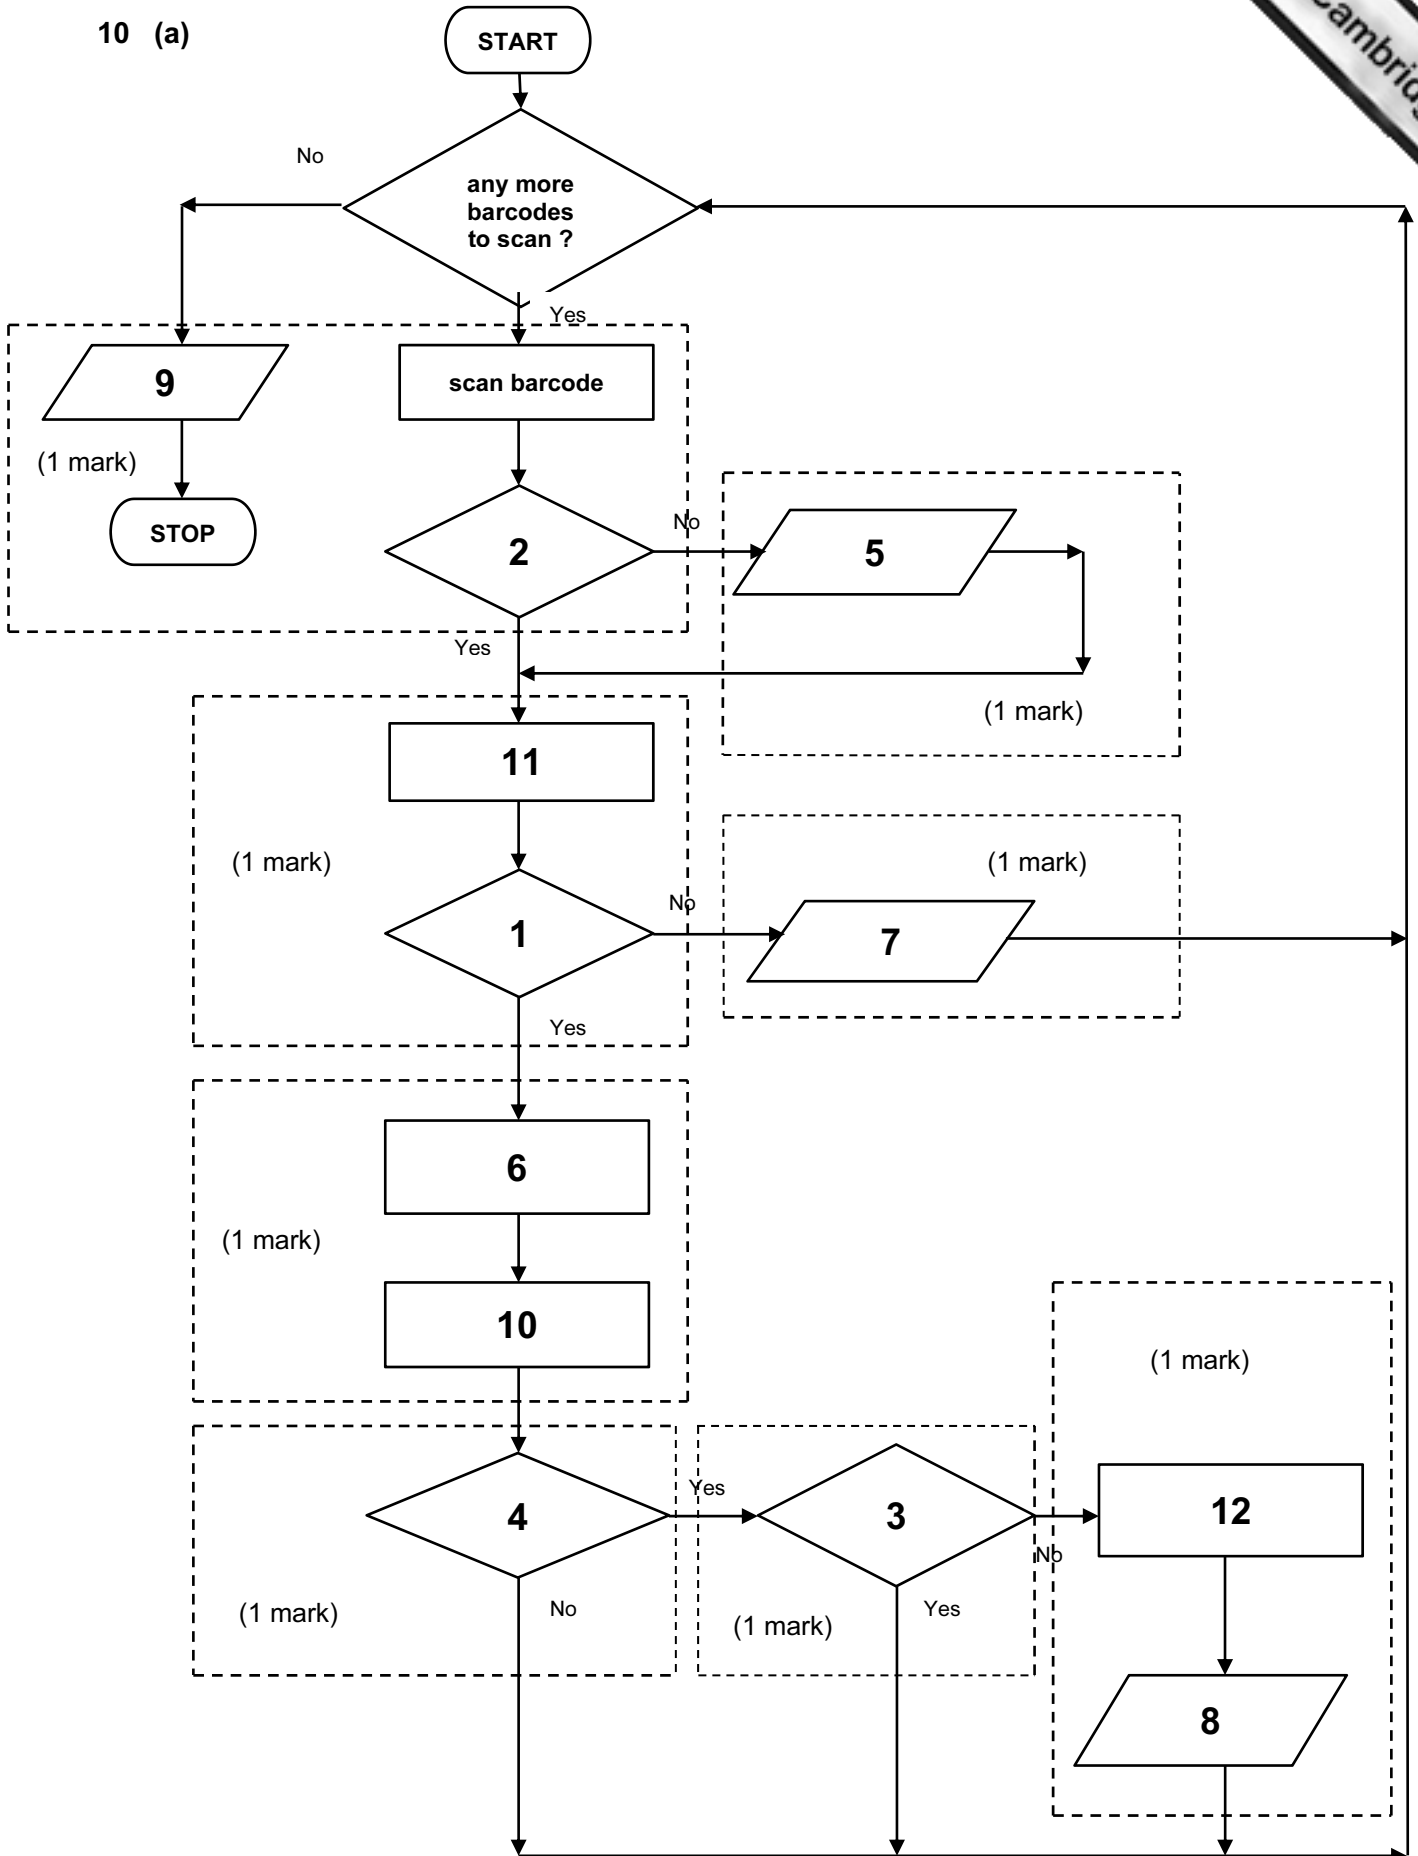 10 (a)
START
Cambridg
No
any more
barcodes
to scan ?
Yes
9
scan barcode
(1 mark)
STOP
2
No
5
Yes
(1 mark)
11
(1 mark)
(1 mark)
1
No
7
Yes
6
(1 mark)
10
(1 mark)
4
Yes
3
No
12
(1 mark)
No
(1 mark)
Yes
8